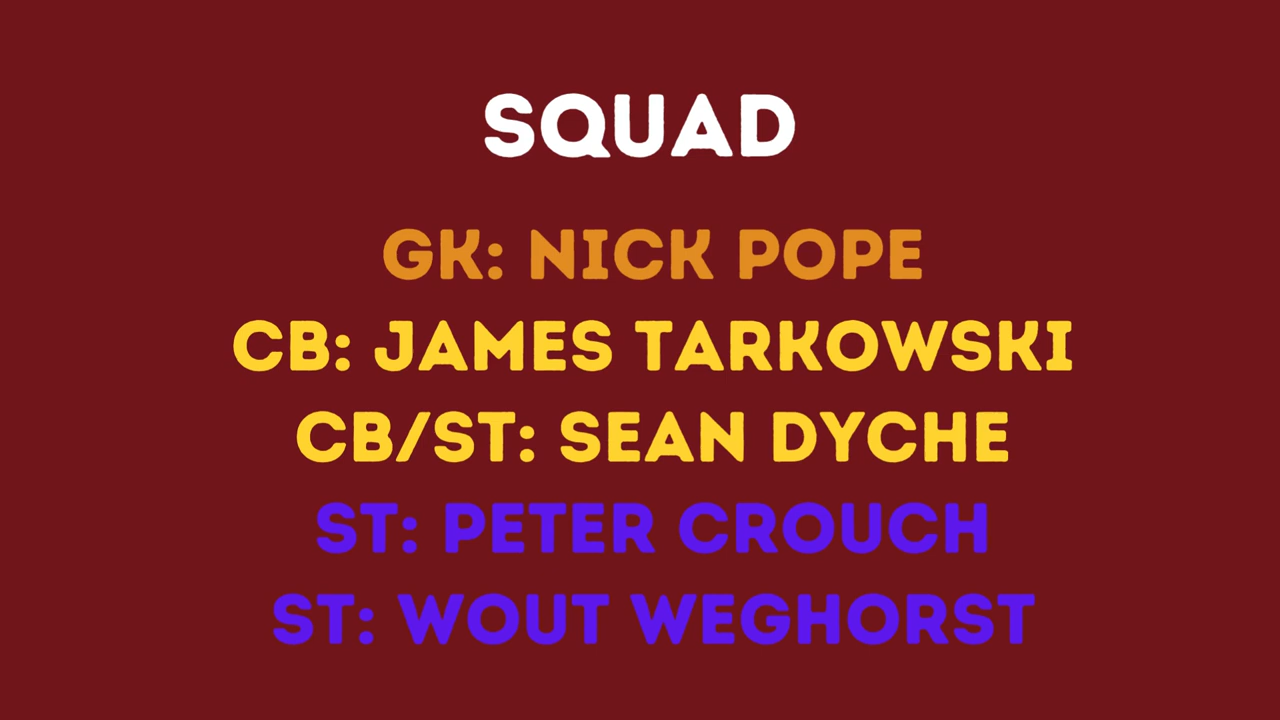 SQUAD
GK: NICK POPE
CB: JAMES TARKOWSKI
CB/ST: SEAN DYCHE
ST: PETER CROUCH
ST: WOUT WEGHORST